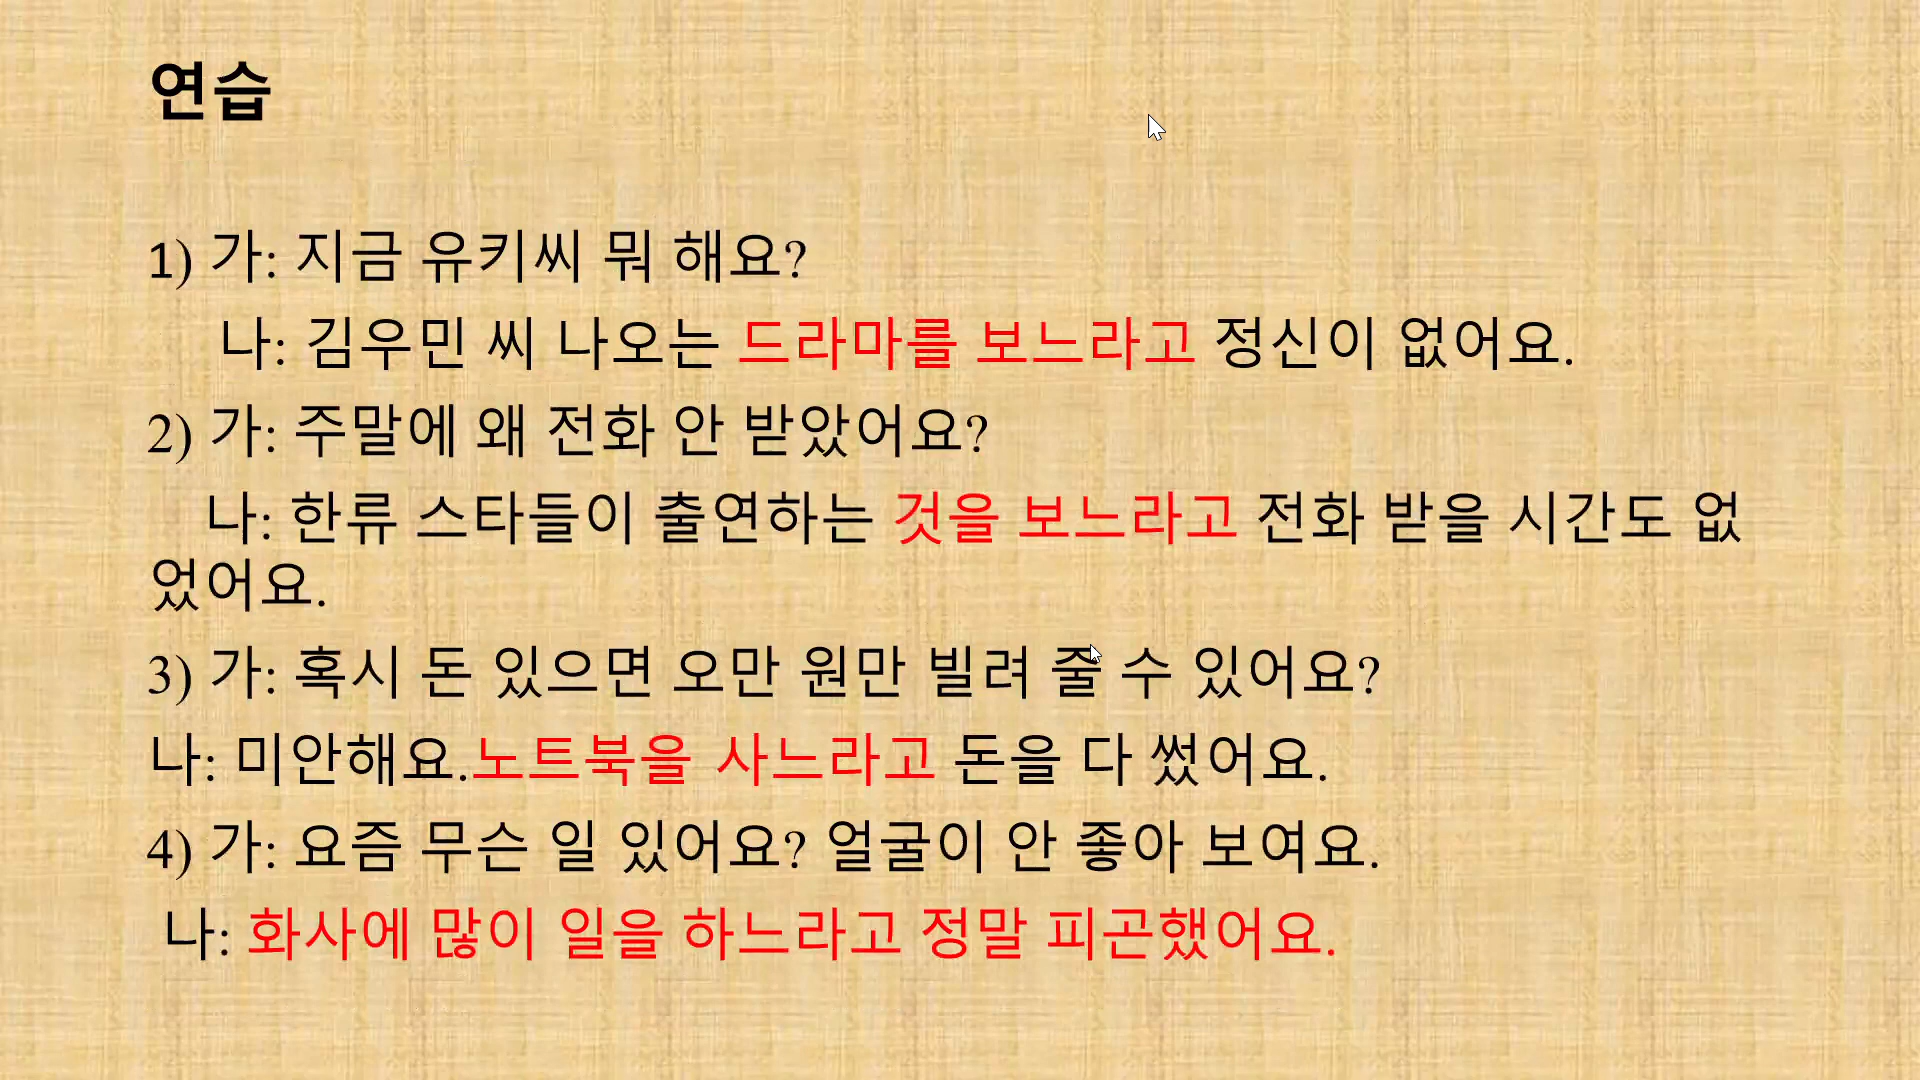 연습
1) 가: 지금 유키씨 뭐 해요?
나: 김우민 씨 나오는 드라마를 보느라고 정신이 없어요.
2) 가: 주말에 왜 전화 안 받았어요?
나: 한류 스타들이 출연하는 것을 보느라고 전화 받을 시간도 없
었어요.
3) 가: 혹시 돈 있으면 오만 원만 빌려 줄 수 있어요?
나: 미안해요.노트북을 사느라고 돈을 다 썼어요.
4) 가: 요즘 무슨 일 있어요? 얼굴이 안 좋아 보여요.
나: 화사에 많이 일을 하느라고 정말 피곤했어요.